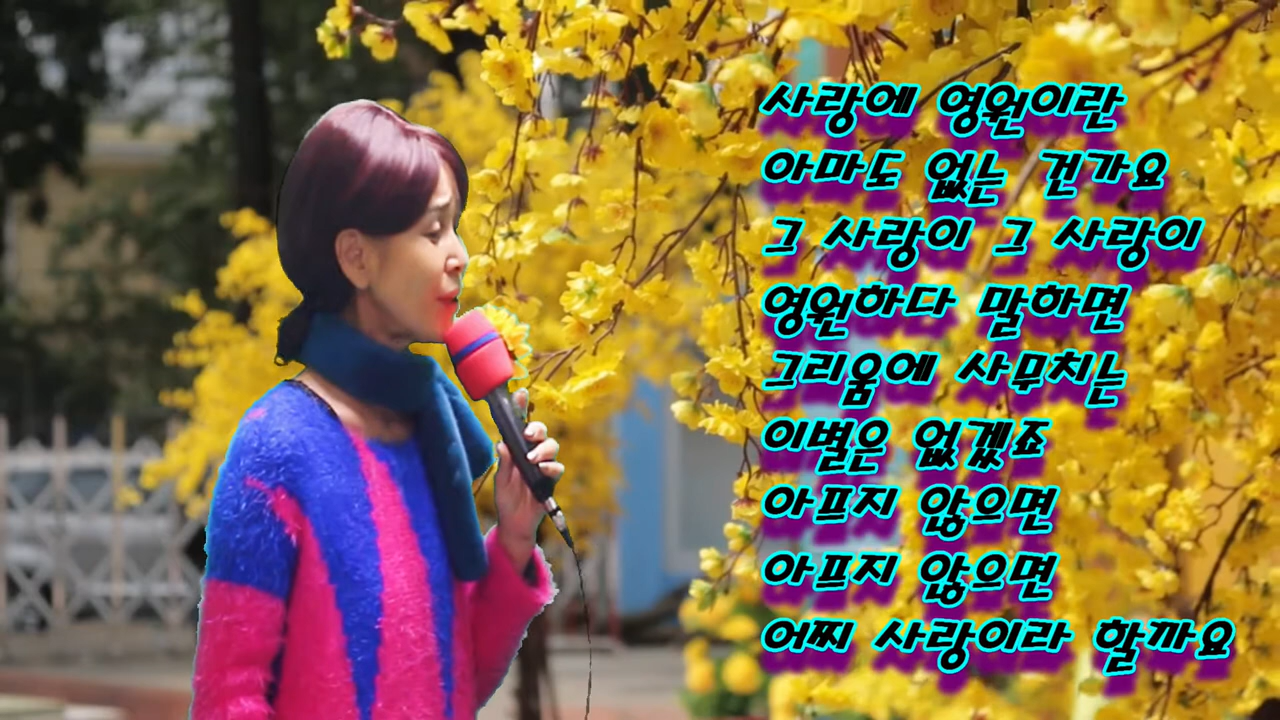 사랑에 영원이란
아마도 없는 건가요
그 사랑이 그 사랑이
영원하다 말하면
그리움에 사무치는
이별은 없겠죠
아프지 않으면
아프지 않으면
어찌 사랑이라 할까요